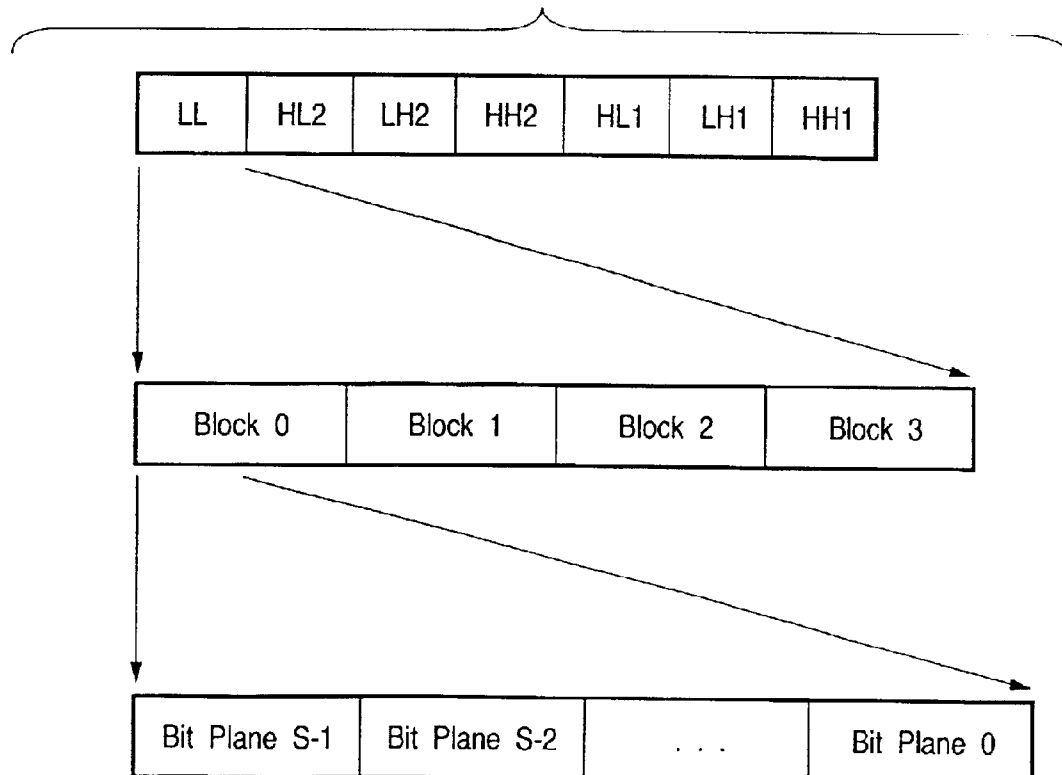 LL HL2 LH2 HH2 HL1 LH1 HH1
Block 0 Block 1 Block 2 Block 3
Bit Plane S-1 Bit Plane S-2 . . . Bit Plane 0